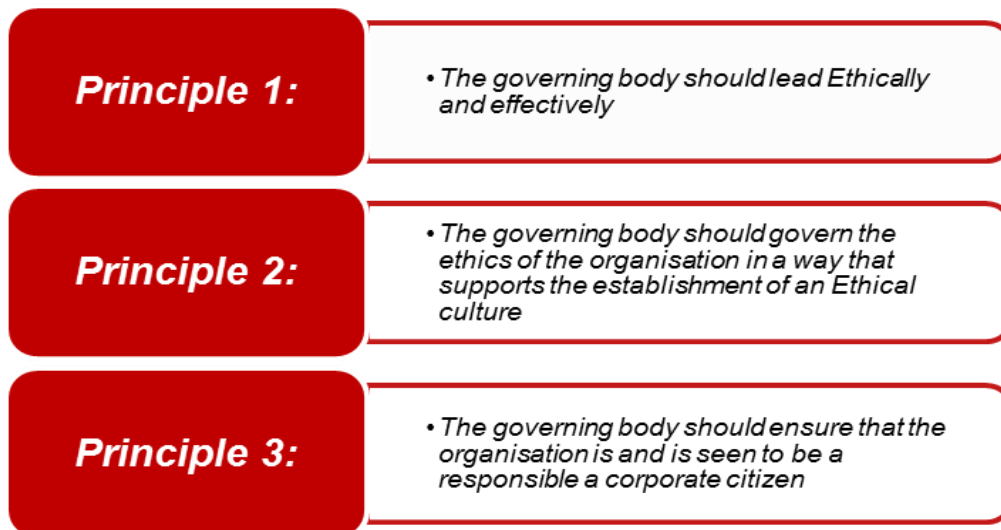 Principle 1:
• The governing body should lead Ethically
and effectively
Principle 2:
• The governing body should govern the
ethics of the organisation in a way that
supports the establishment of an Ethical
culture
Principle 3:
• The governing body should ensure that the
organisation is and is seen to be a
responsible a corporate citizen